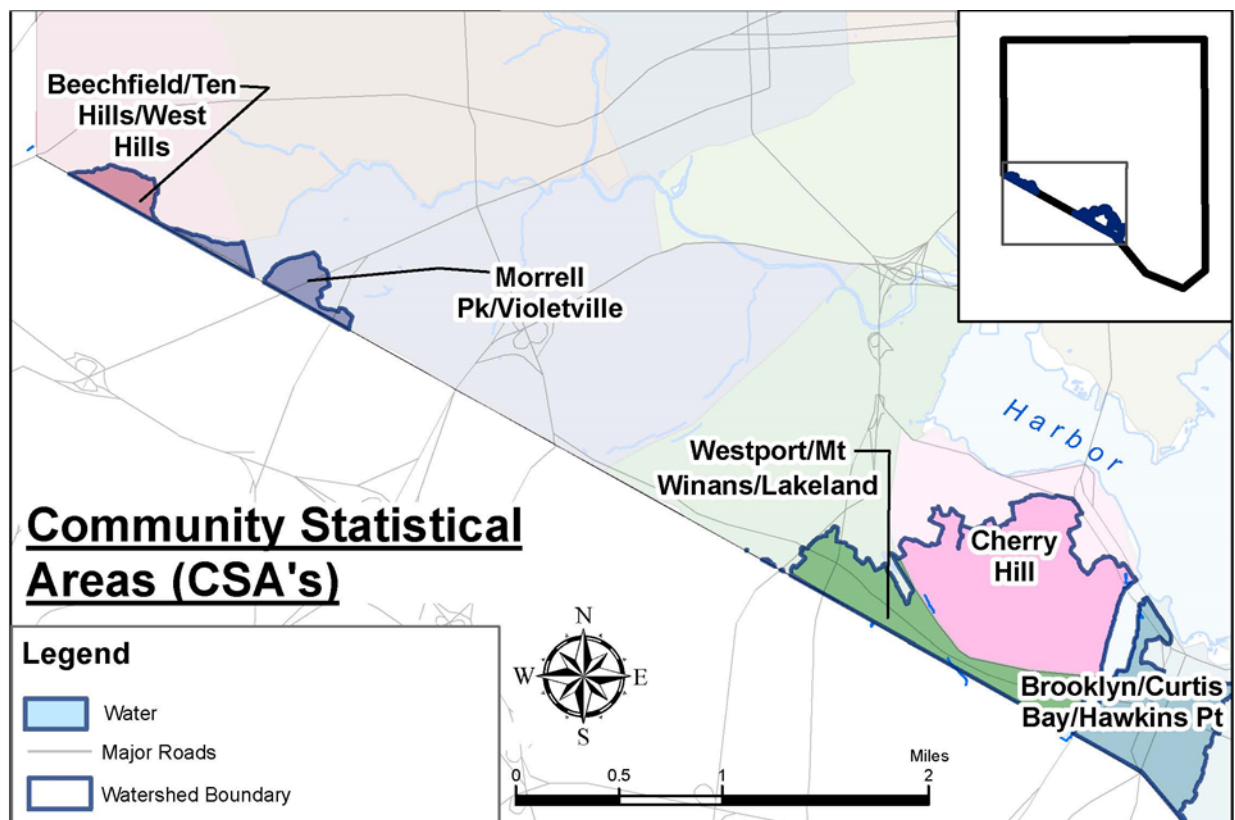 Beechfield/Ten
Hills/West
Hills
Morrell
Pk/Violetville
Harbor
Westport/Mt
Winans/Lakeland
Cherry
Hill
Community Statistical
Areas (CSA's)
Brooklyn/Curtis
Bay/Hawkins Pt
Legend
Water
Major Roads
Watershed Boundary
N
W E
S
Miles
0 0.5 1 2